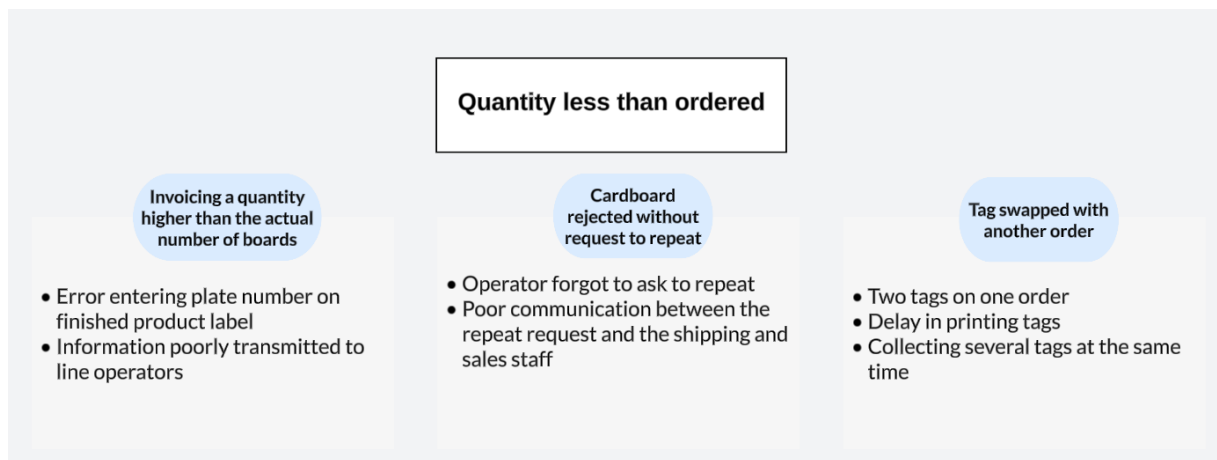 Quantity less than ordered
Invoicing a quantity
higher than the actual
number of boards
• Error entering plate number on
finished product label
• Information poorly transmitted to
line operators
Cardboard
rejected without
request to repeat
• Operator forgot to ask to repeat
• Poor communication between the
repeat request and the shipping and
sales staff
Tag swapped with
another order
• Two tags on one order
• Delay in printing tags
• Collecting several tags at the same
time